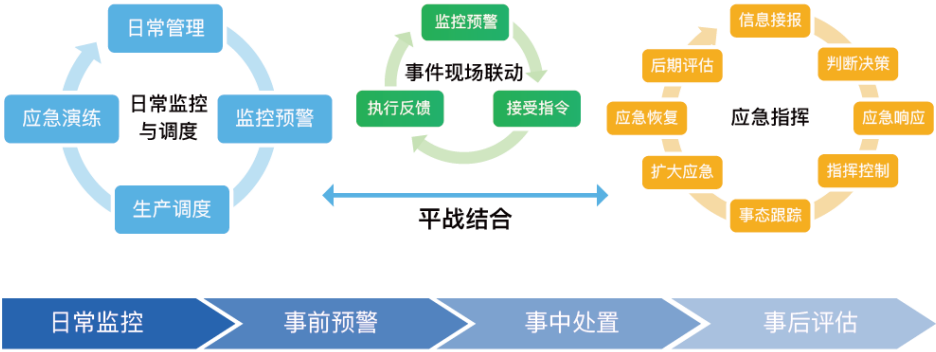 日常管理
监控预警
生产调度
应急演练
日常监控
与调度
监控预警
接受指令
执行反馈
事件现场联动
信息接报
判断决策
应急响应
指挥控制
事态跟踪
扩大应急
应急恢复
后期评估
应急指挥
平战结合
日常监控
事前预警
事中处置
事后评估